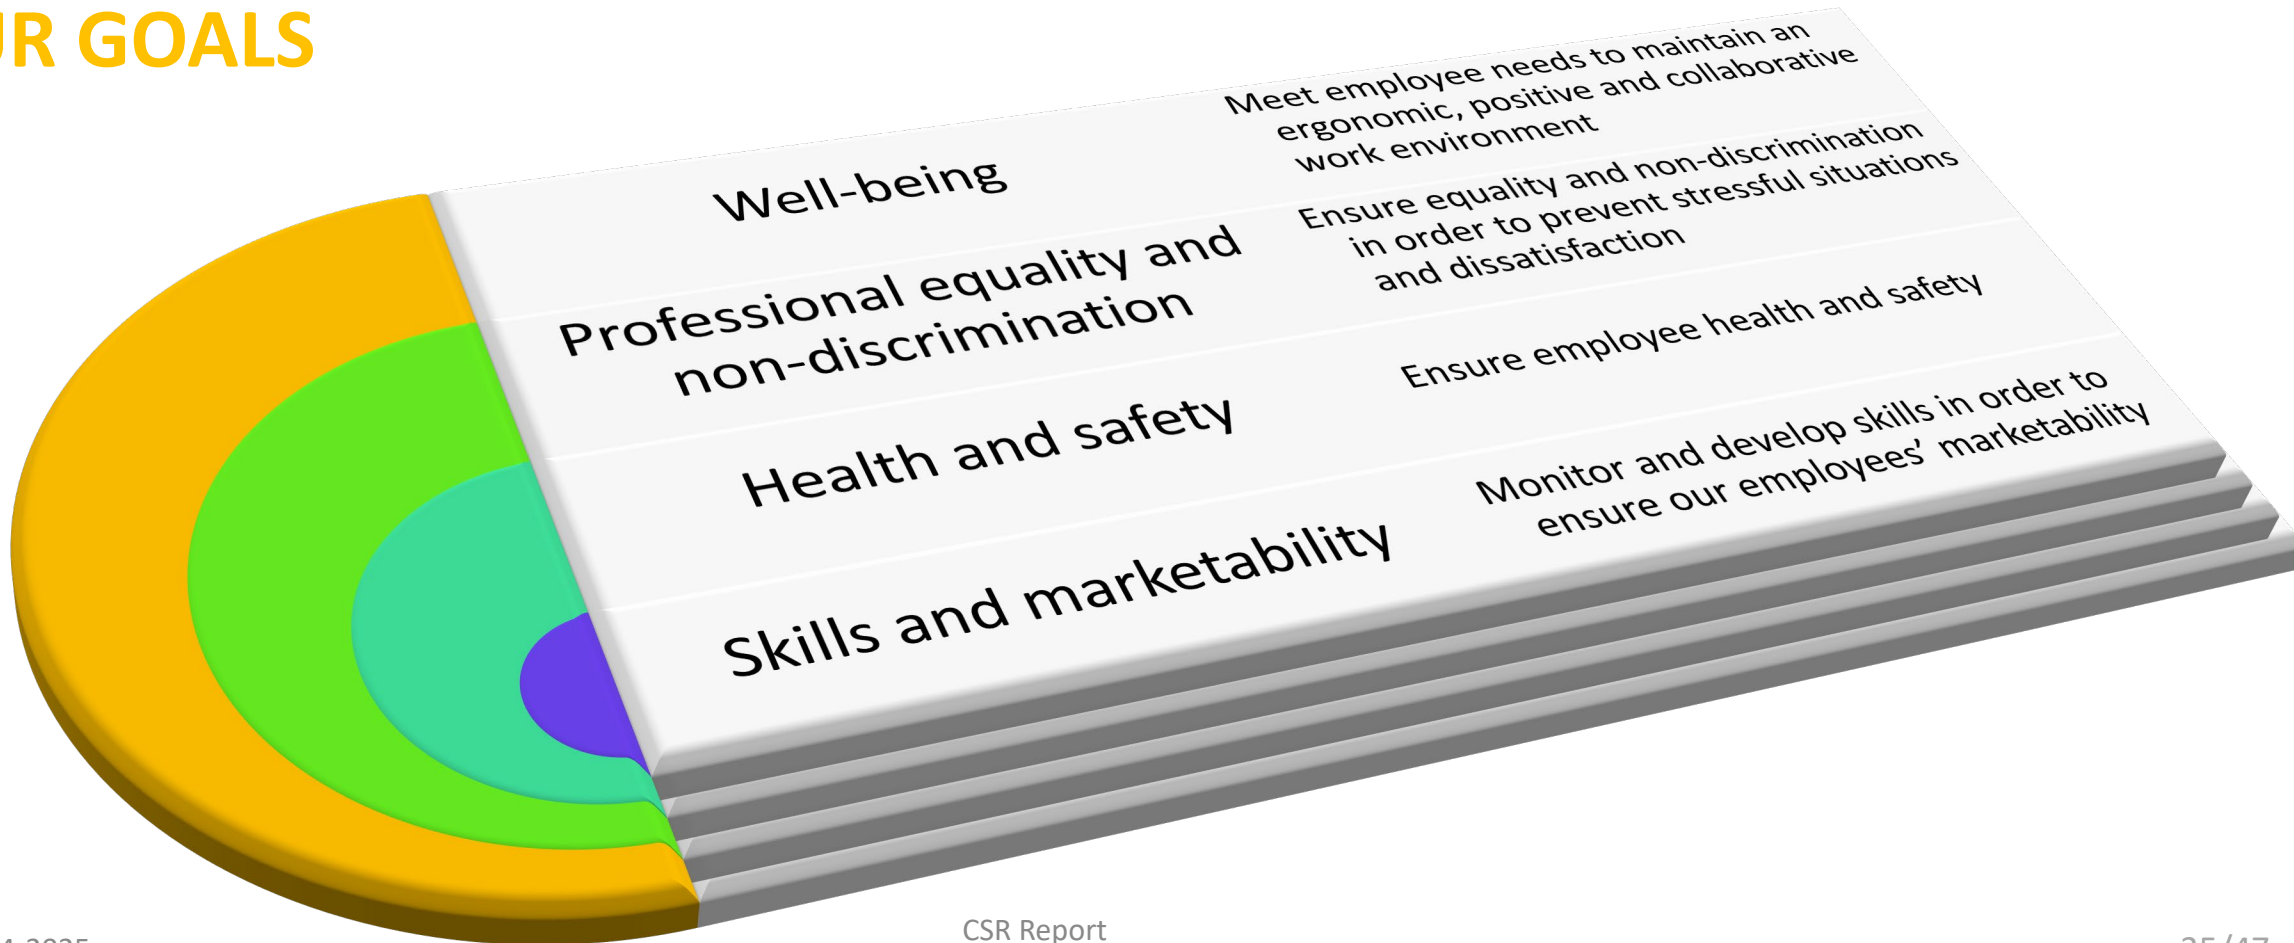 UR GOALS
Well-being
Meet employee needs to maintain an
ergonomic, positive and collaborative
work environment
Professional equality and
non-discrimination
Ensure equality and non-discrimination
in order to prevent stressful situations
and dissatisfaction
Health and safety
Ensure employee health and safety
Skills and marketability
Monitor and develop skills in order to
ensure our employees’ marketability
CSR Report